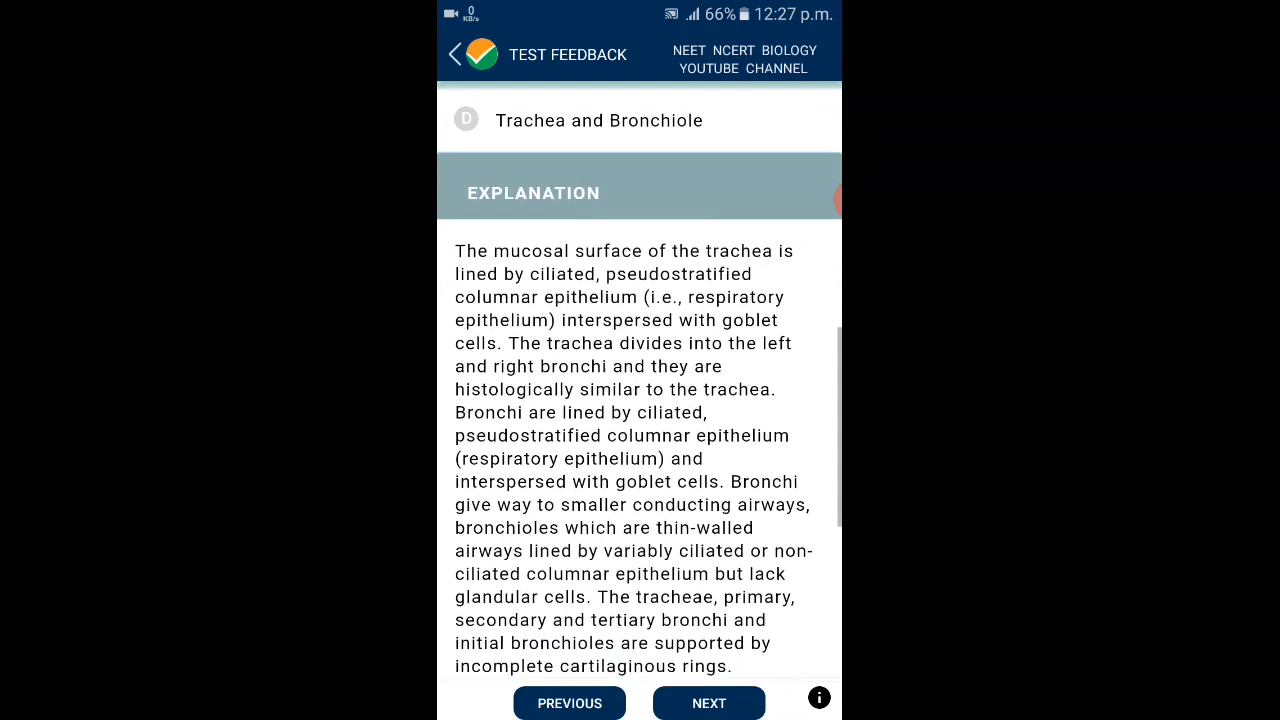 0
KB/s
66% 12:27 p.m.
TEST FEEDBACK
NEET NCERT BIOLOGY
YOUTUBE CHANNEL
D Trachea and Bronchiole
EXPLANATION
The mucosal surface of the trachea is
lined by ciliated, pseudostratified
columnar epithelium (i.e., respiratory
epithelium) interspersed with goblet
cells. The trachea divides into the left
and right bronchi and they are
histologically similar to the trachea.
Bronchi are lined by ciliated,
pseudostratified columnar epithelium
(respiratory epithelium) and
interspersed with goblet cells. Bronchi
give way to smaller conducting airways,
bronchioles which are thin-walled
airways lined by variably ciliated or non-
ciliated columnar epithelium but lack
glandular cells. The tracheae, primary,
secondary and tertiary bronchi and
initial bronchioles are supported by
incomplete cartilaginous rings.
PREVIOUS
NEXT
i